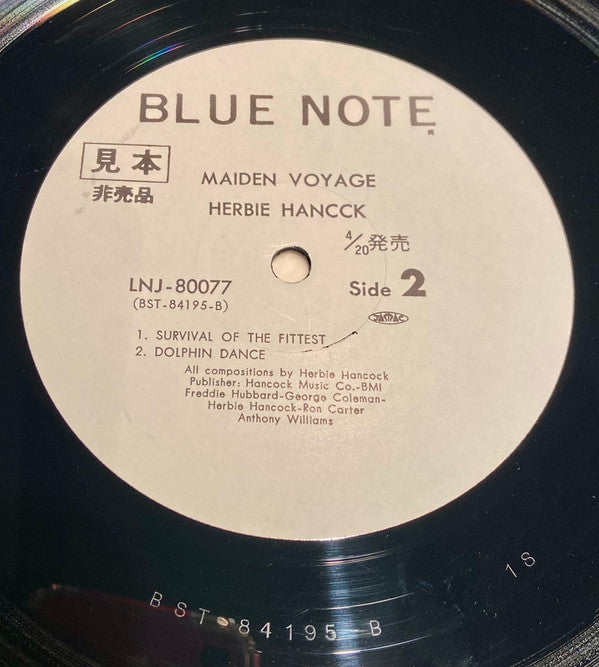 BLUE NOTE
見本
非売品
MAIDEN VOYAGE
HERBIE HANCCK
4/20発売
LNJ-80077
(BST-84195-B)
Side 2
JASRAC
1. SURVIVAL OF THE FITTEST
2. DOLPHIN DANCE
All compositions by Herbie Hancock
Publisher: Hancock Music Co.-BMI
Freddie Hubbard-George Coleman-
Herbie Hancock-Ron Carter
Anthony Williams
1S
BST-84195-B